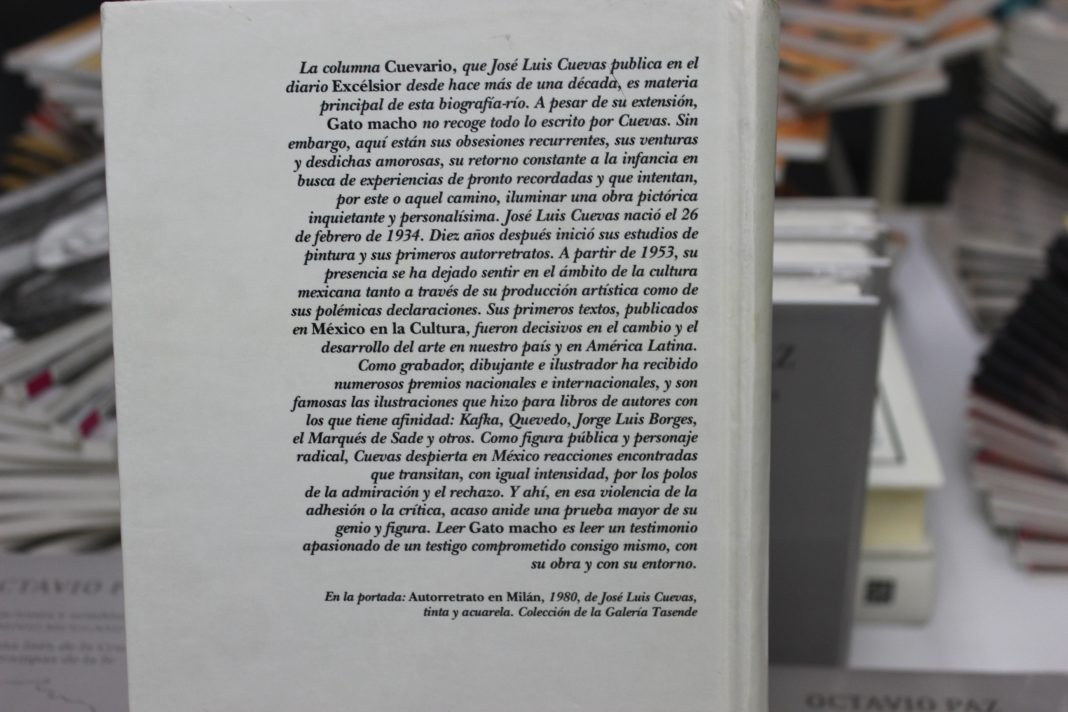 La columna Cuevario, que José Luis Cuevas publica en el
diario Excélsior desde hace más de una década, es materia
principal de esta biografía-río. A pesar de su extensión,
Gato macho no recoge todo lo escrito por Cuevas. Sin
embargo, aquí están sus obsesiones recurrentes, sus venturas
y desdichas amorosas, su retorno constante a la infancia en
busca de experiencias de pronto recordadas y que intentan,
por este o aquel camino, iluminar una obra pictórica
inquietante y personalísima. José Luis Cuevas nació el 26
de febrero de 1934. Diez años después inició sus estudios de
pintura y sus primeros autorretratos. A partir de 1953, su
presencia se ha dejado sentir en el ámbito de la cultura
mexicana tanto a través de su producción artística como de
sus polémicas declaraciones. Sus primeros textos, publicados
en México en la Cultura, fueron decisivos en el cambio y el
desarrollo del arte en nuestro país y en América Latina.
Como grabador, dibujante e ilustrador ha recibido
numerosos premios nacionales e internacionales, y son
famosas las ilustraciones que hizo para libros de autores con
los que tiene afinidad: Kafka, Quevedo, Jorge Luis Borges,
el Marqués de Sade y otros. Como figura pública y personaje
radical, Cuevas despierta en México reacciones encontradas
que transitan, con igual intensidad, por los polos
de la admiración y el rechazo. Y ahí, en esa violencia de la
adhesión o la crítica, acaso anide una prueba mayor de su
genio y figura. Leer Gato macho es leer un testimonio
apasionado de un testigo comprometido consigo mismo, con
su obra y con su entorno.
En la portada: Autorretrato en Milán, 1980, de José Luis Cuevas,
tinta y acuarela. Colección de la Galería Tasende
PAZ
OCTAVIO PAZ